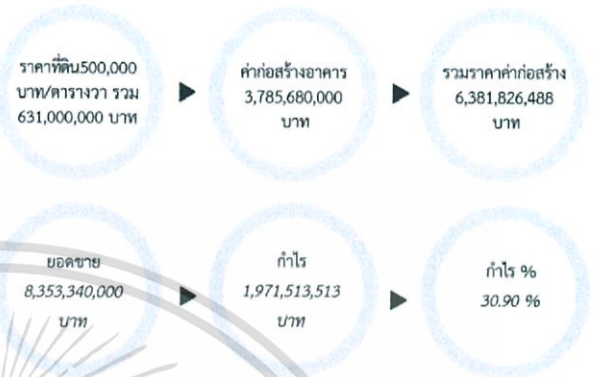 ราคาที่ดิน500,000
บาท/ตารางวา รวม
631,000,000 บาท
ค่าก่อสร้างอาคาร
3,785,680,000
บาท
รวมราคาค่าก่อสร้าง
6,381,826,488
บาท
ยอดขาย
8,353,340,000
บาท
กำไร
1,971,513,513
บาท
กำไร %
30.90 %